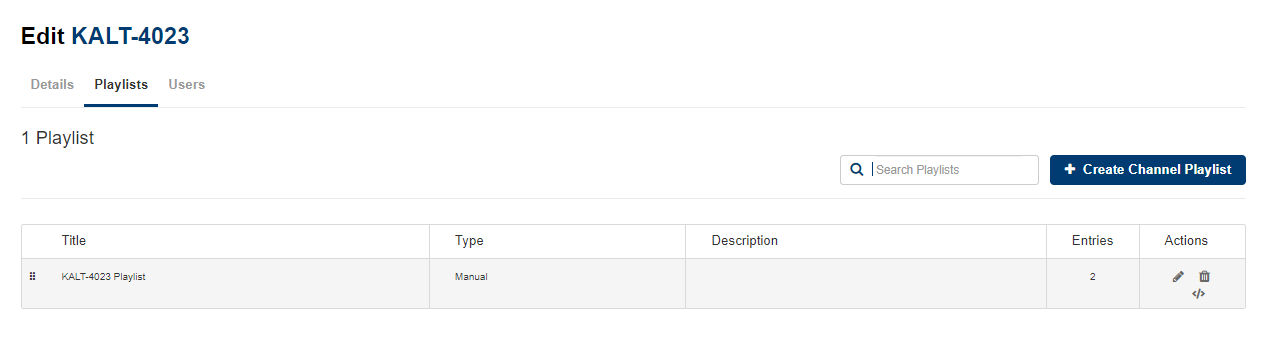 Edit KALT-4023
Details Playlists Users
1 Playlist
Search Playlists + Create Channel Playlist
Title Type Description Entries Actions
KALT-4023 Playlist Manual 2
</>